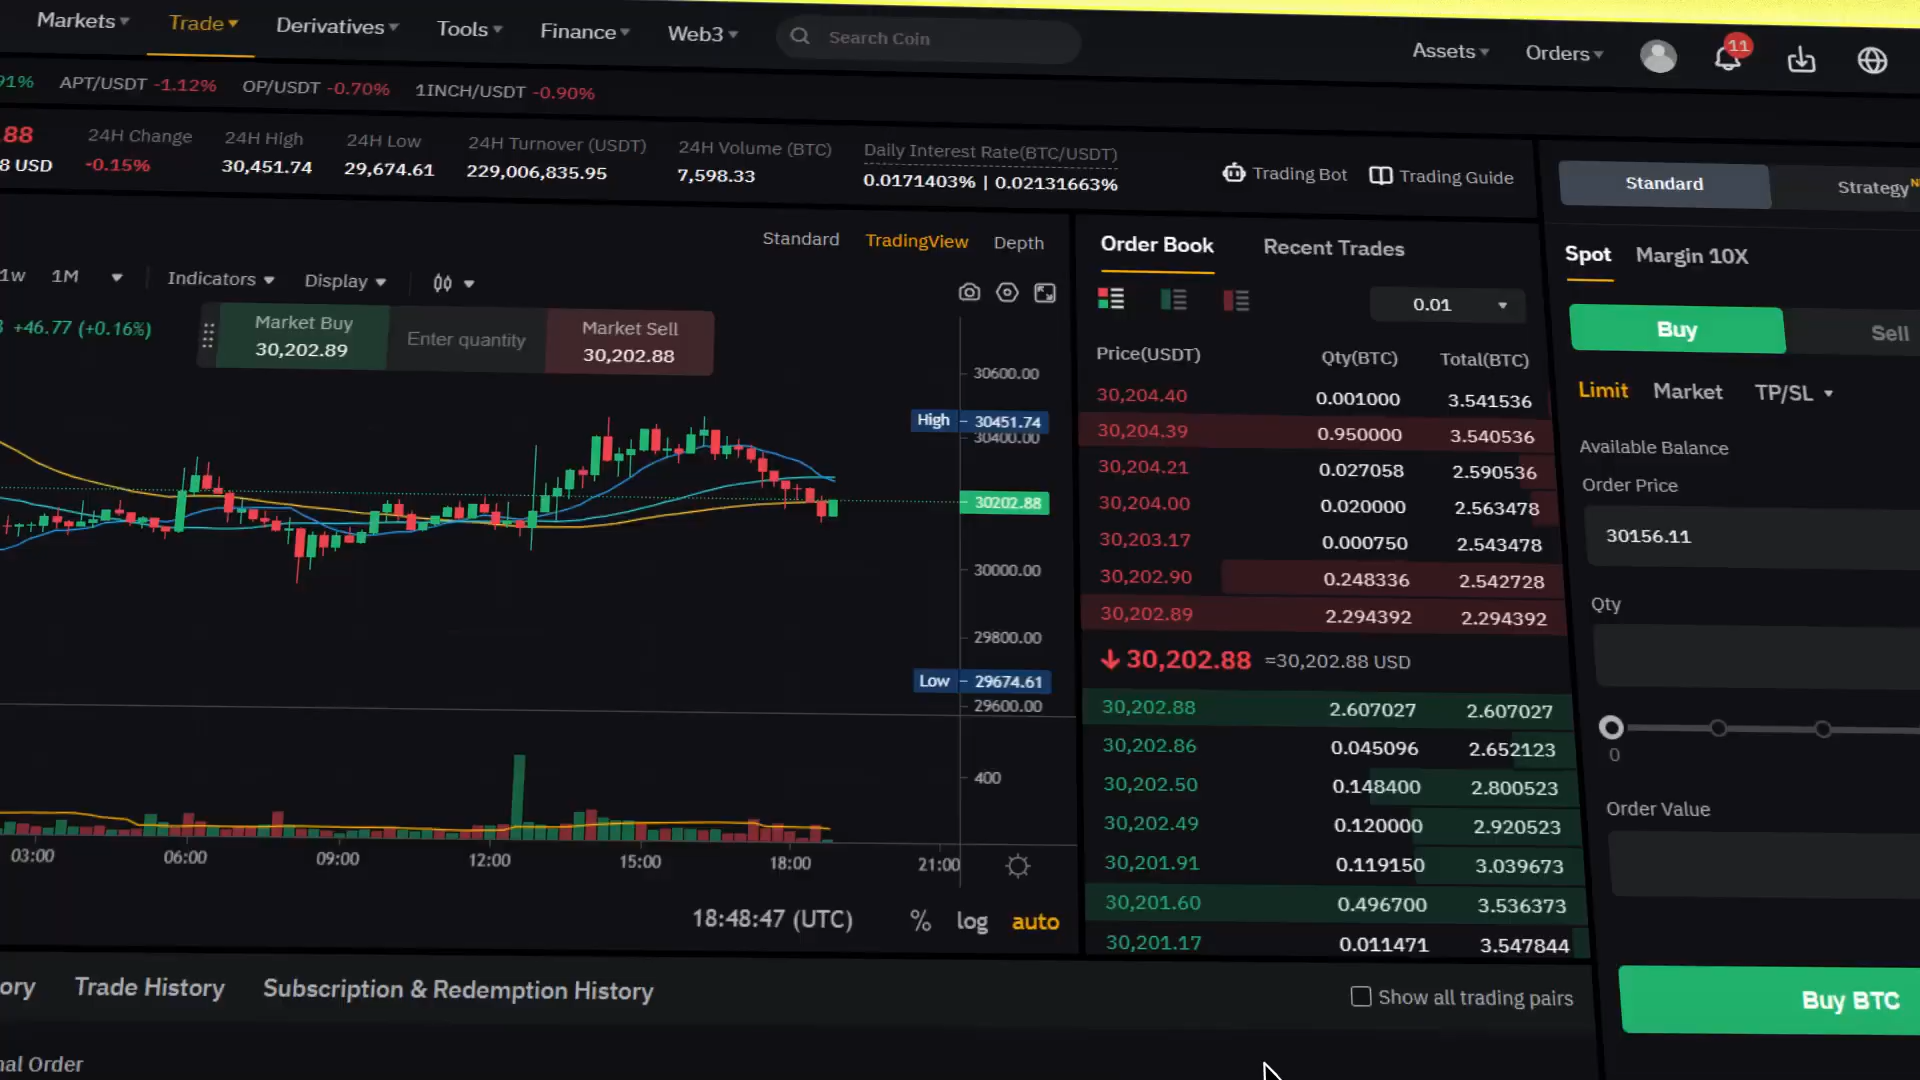 Markets Trade Derivatives Tools Finance Web3 Search Coin Assets Orders 11
91% APT/USDT -1.12% OP/USDT -0.70% 1INCH/USDT -0.90%
.88 24H Change 24H High 24H Low 24H Turnover (USDT) 24H Volume (BTC) Daily Interest Rate(BTC/USDT)
8 USD -0.15% 30,451.74 29,674.61 229,006,835.95 7,598.33 0.0171403% | 0.02131663%
Trading Bot Trading Guide
Standard TradingView Depth
1w 1M Indicators Display
+46.77 (+0.16%)
Market Buy
30,202.89
Enter quantity
Market Sell
30,202.88
30600.00
High 30451.74
30400.00
30202.88
30000.00
29800.00
Low 29674.61
29600.00
400
03:00 06:00 09:00 12:00 15:00 18:00 21:00
18:48:47 (UTC) % log auto
Order Book Recent Trades
0.01
Price(USDT) Qty(BTC) Total(BTC)
30,204.40 0.001000 3.541536
30,204.39 0.950000 3.540536
30,204.21 0.027058 2.590536
30,204.00 0.020000 2.563478
30,203.17 0.000750 2.543478
30,202.90 0.248336 2.542728
30,202.89 2.294392 2.294392
30,202.88 ≈30,202.88 USD
30,202.88 2.607027 2.607027
30,202.86 0.045096 2.652123
30,202.50 0.148400 2.800523
30,202.49 0.120000 2.920523
30,201.91 0.119150 3.039673
30,201.60 0.496700 3.536373
30,201.17 0.011471 3.547844
Standard Strategy
Spot Margin 10X
Buy Sell
Limit Market TP/SL
Available Balance
Order Price
30156.11
Qty
0
Order Value
Buy BTC
ory Trade History Subscription & Redemption History Show all trading pairs
nal Order